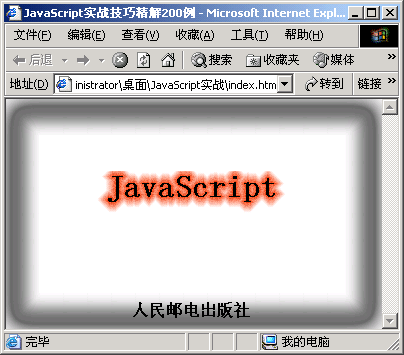 JavaScript实战技巧精解200例 - Microsoft Internet Expl...
文件(F) 编辑(E) 查看(V) 收藏(A) 工具(T) 帮助(H)
后退 搜索 收藏夹 媒体
地址(D) inistrator\桌面\JavaScript实战\index.htm 转到 链接 »
JavaScript
人民邮电出版社
完毕 我的电脑